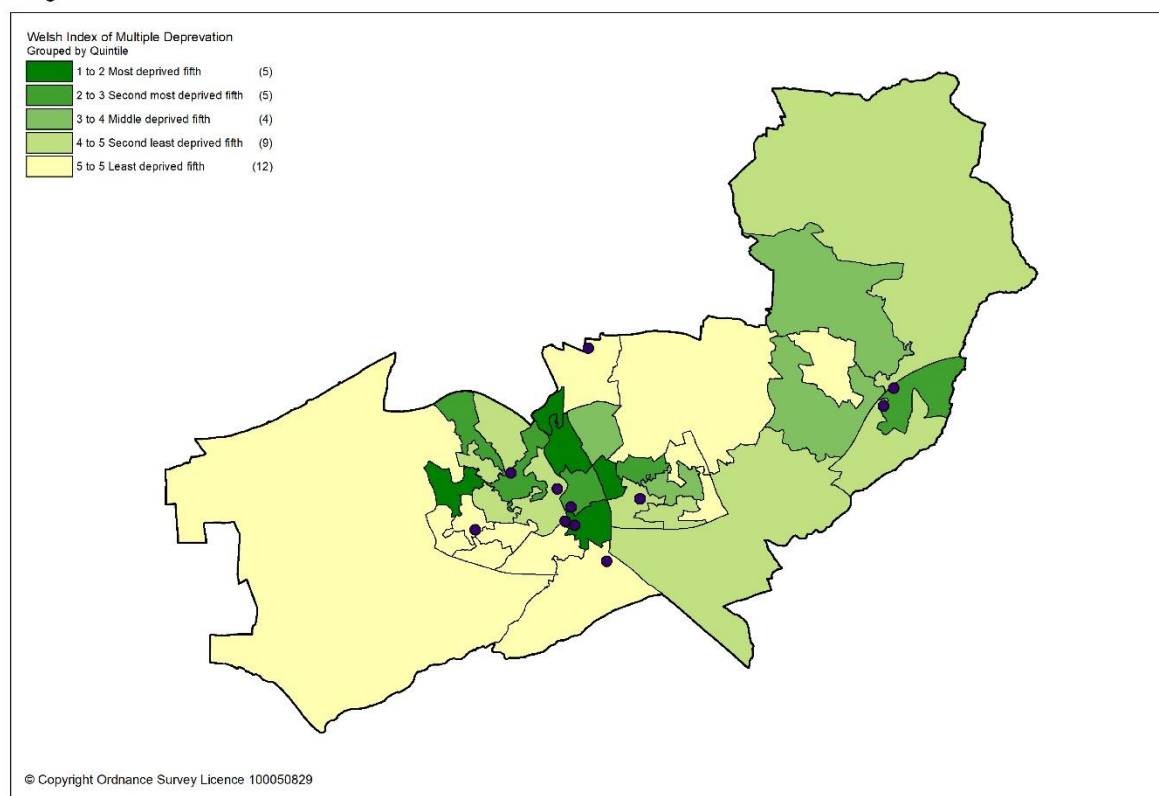 Welsh Index of Multiple Deprevation
Grouped by Quintile
1 to 2 Most deprived fifth (5)
2 to 3 Second most deprived fifth (5)
3 to 4 Middle deprived fifth (4)
4 to 5 Second least deprived fifth (9)
5 to 5 Least deprived fifth (12)
© Copyright Ordnance Survey Licence 100050829